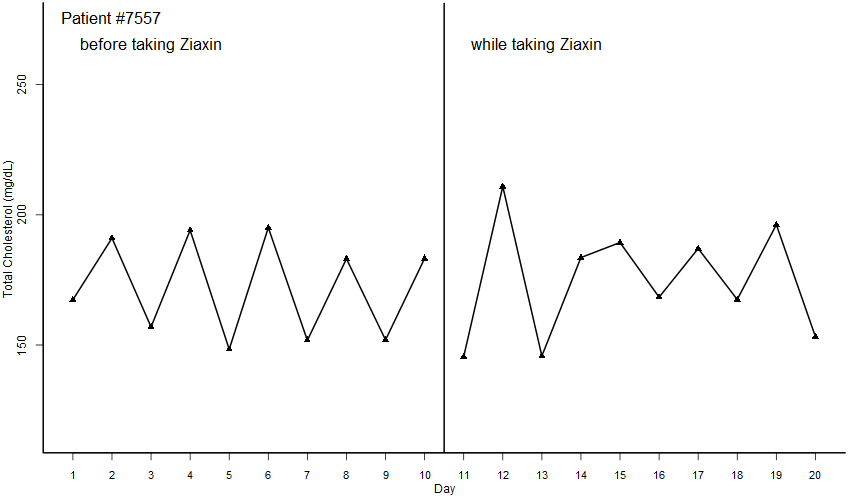 Patient #7557
before taking Ziaxin
while taking Ziaxin
Total Cholesterol (mg/dL)
250
200
150
1 2 3 4 5 6 7 8 9 10 11 12 13 14 15 16 17 18 19 20
Day